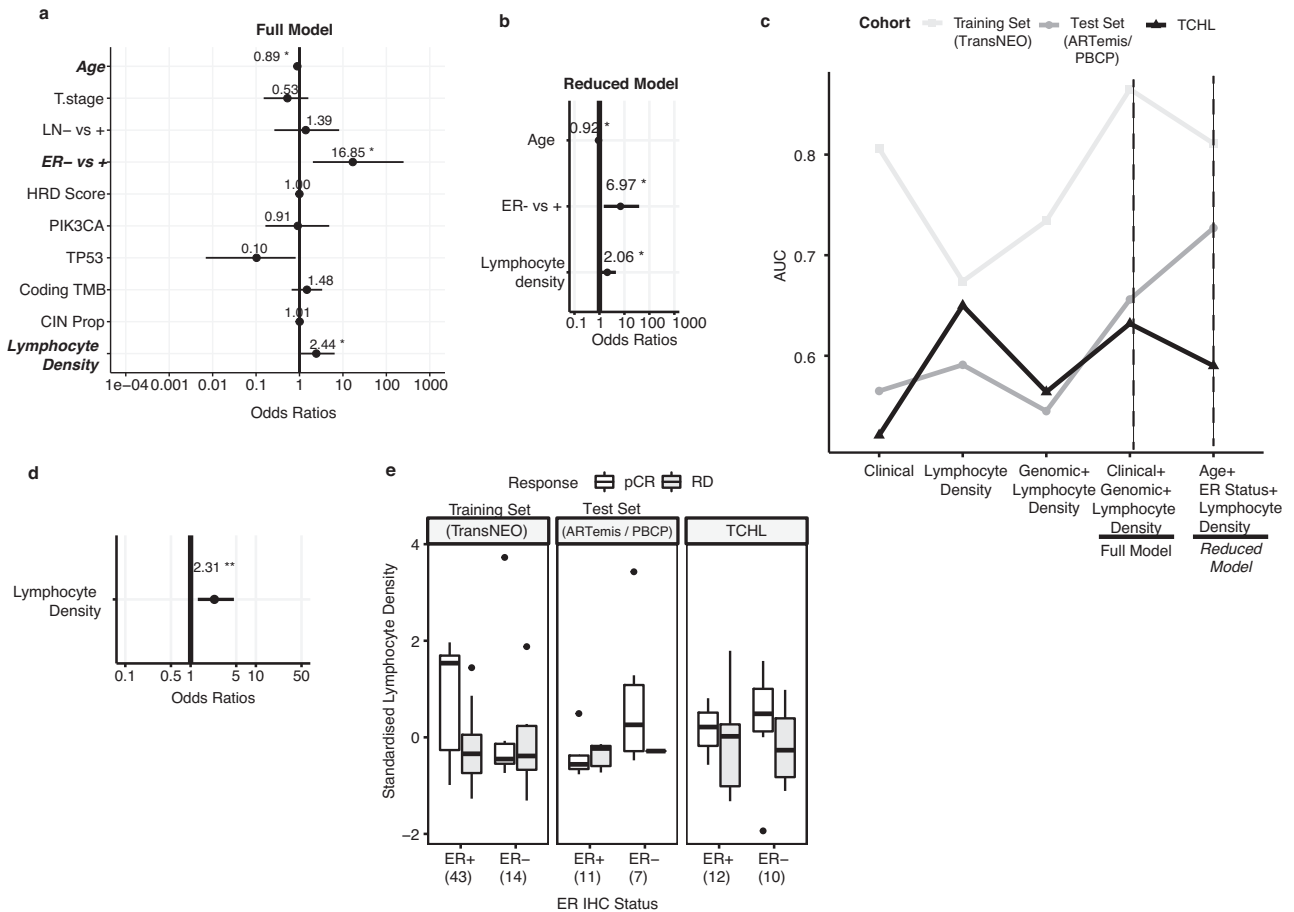 a
Full Model
Age
T.stage
LN− vs +
ER− vs +
HRD Score
PIK3CA
TP53
Coding TMB
CIN Prop
Lymphocyte
Density
0.89 *
0.53
1.39
16.85 *
1.00
0.91
0.10
1.48
1.01
2.44 *
1e−04 0.001 0.01 0.1 1 10 100 1000
Odds Ratios
b
Reduced Model
Age
ER- vs +
Lymphocyte
density
0.92 *
6.97 *
2.06 *
0.1 1 10 100 1000
Odds Ratios
c
Cohort Training Set Test Set TCHL
(TransNEO) (ARTemis/
PBCP)
AUC
0.8
0.7
0.6
Clinical
Lymphocyte
Density
Genomic+
Lymphocyte
Density
Clinical+
Genomic+
Lymphocyte
Density
Full Model
Age+
ER Status+
Lymphocyte
Density
Reduced
Model
d
Lymphocyte
Density
2.31 **
0.1 0.5 1 5 10 50
Odds Ratios
e
Response pCR RD
Training Set
(TransNEO)
Test Set
(ARTemis / PBCP)
TCHL
Standardised Lymphocyte Density
4
2
0
−2
ER+ ER− ER+ ER− ER+ ER−
(43) (14) (11) (7) (12) (10)
ER IHC Status